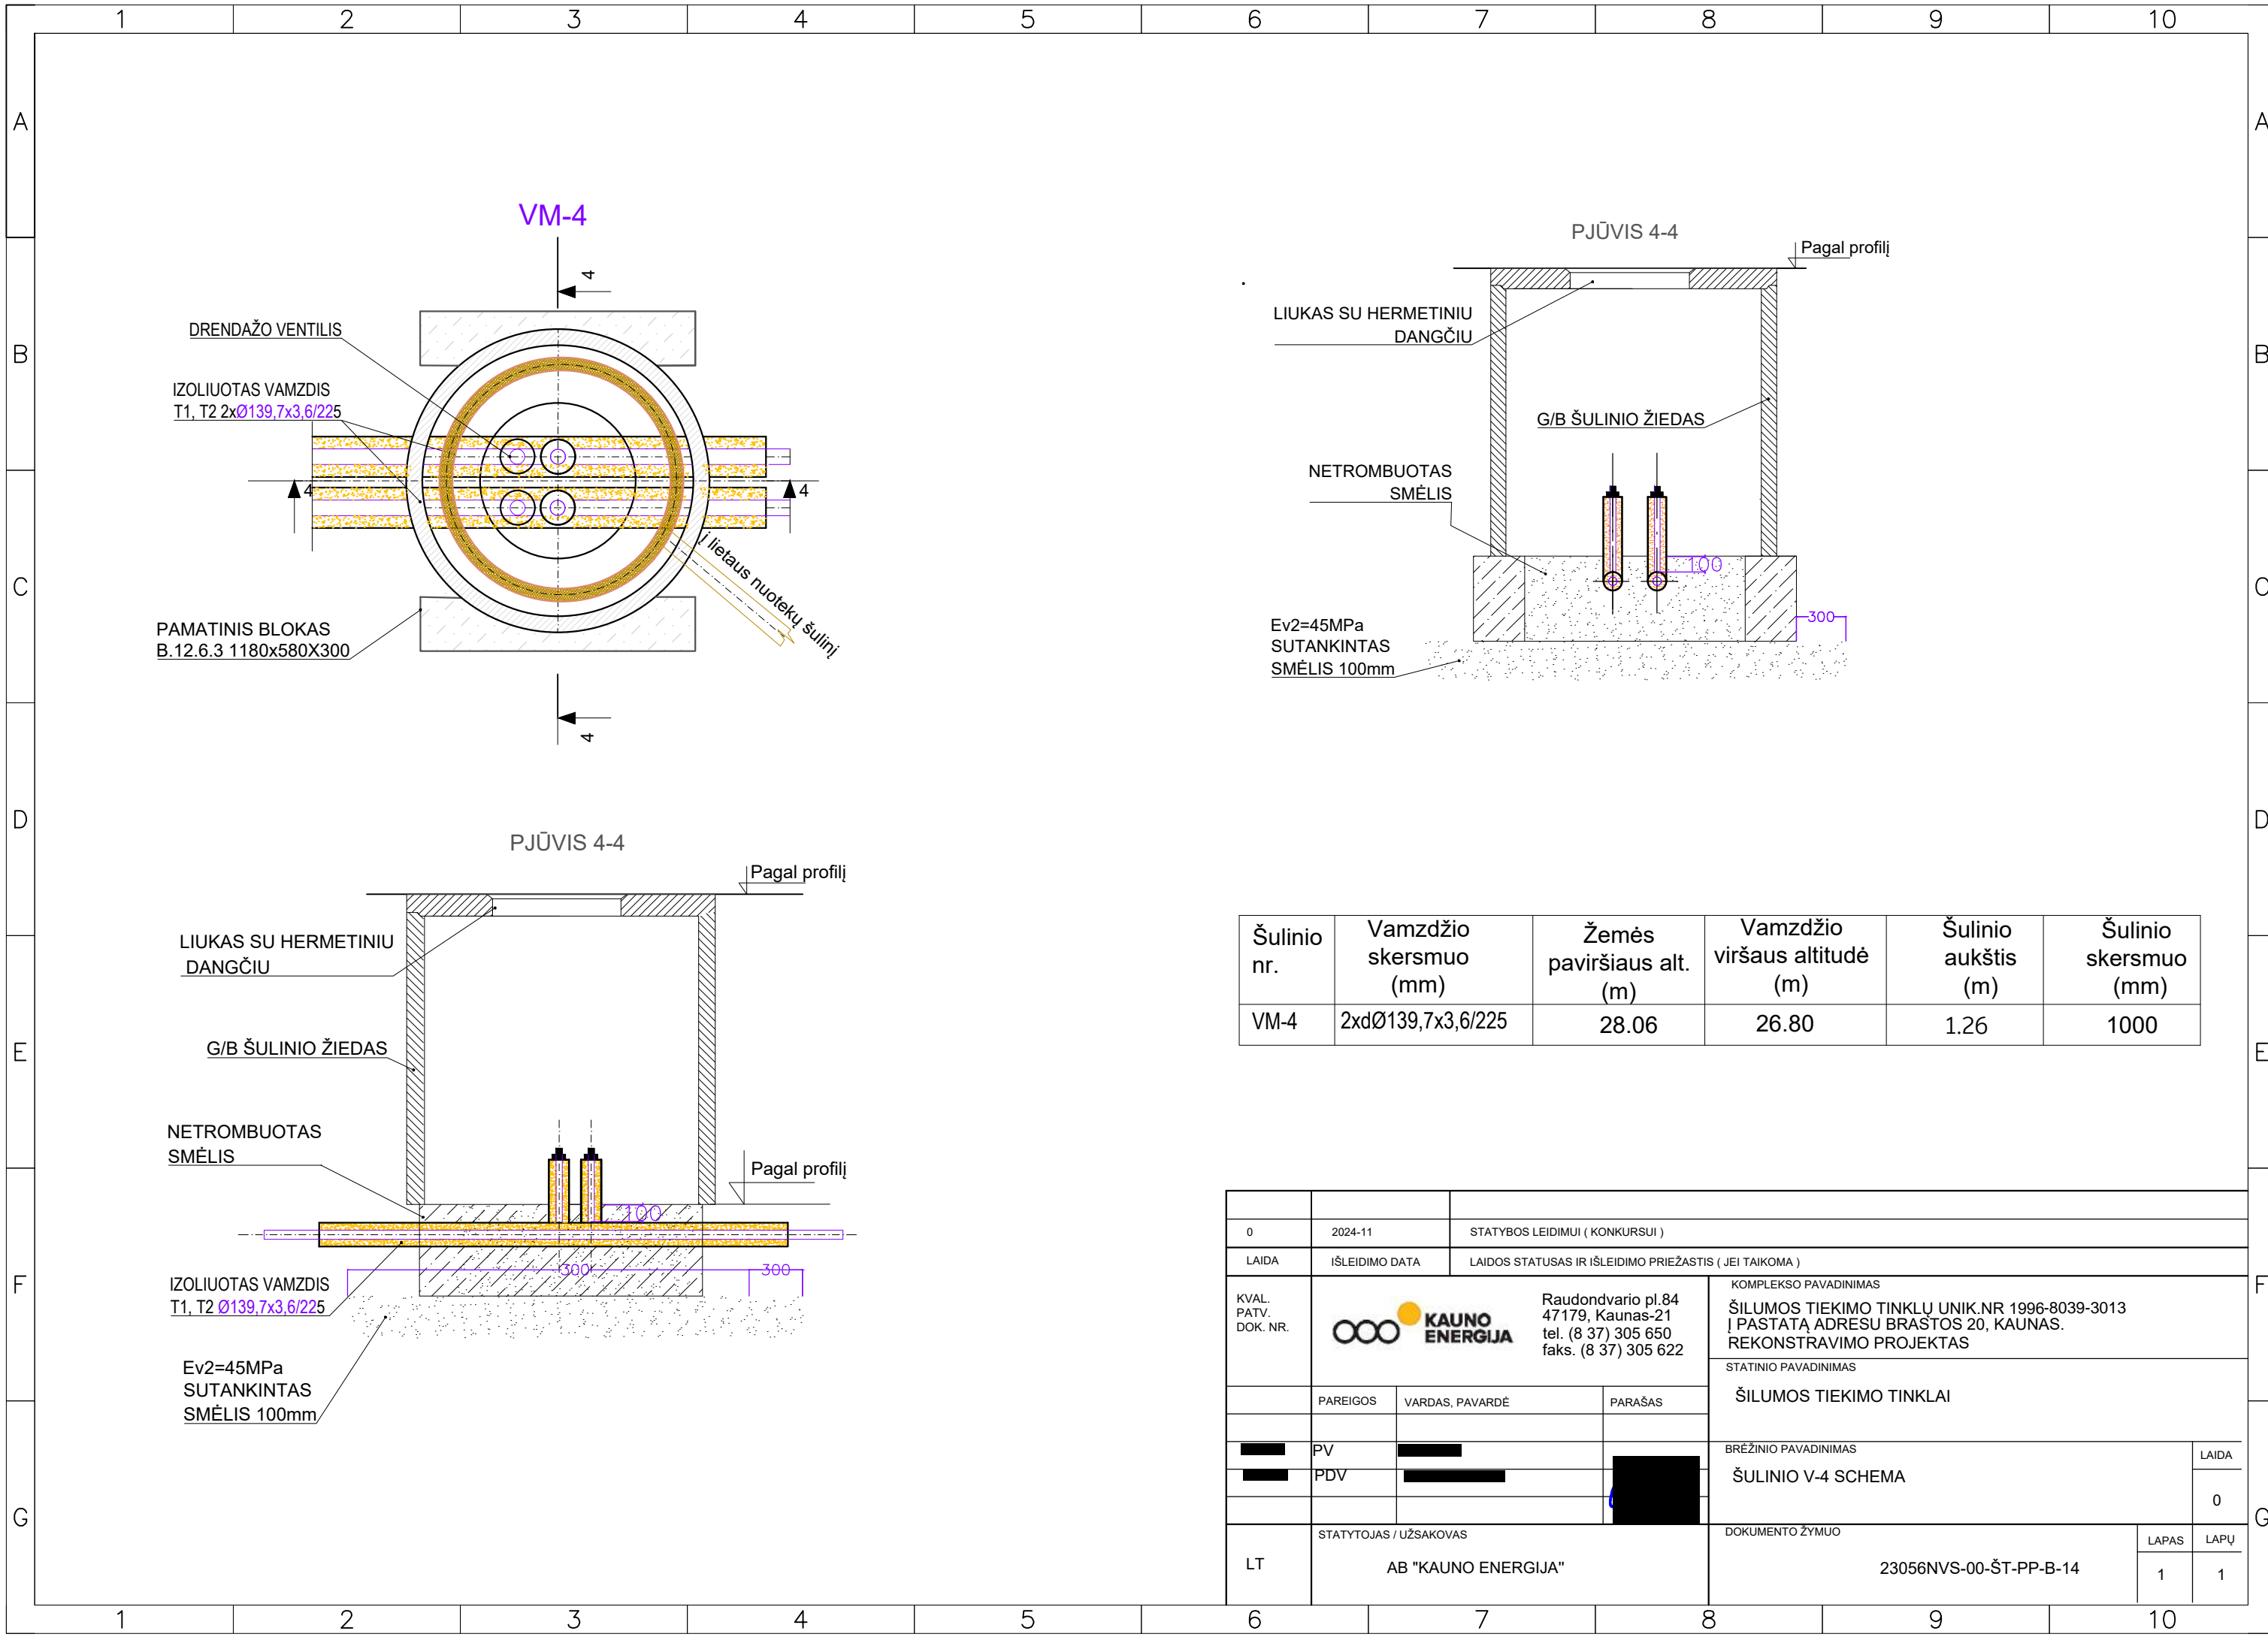 1 2 3 4 5 6 7 8 9 10
A
B
C
D
E
F
G
A
B
C
D
E
F
G
VM-4
4
DRENDAŽO VENTILIS
IZOLIUOTAS VAMZDIS
T1, T2 2xØ139,7x3,6/225
4
4
į lietaus nuotekų šulinį
PAMATINIS BLOKAS
B.12.6.3 1180x580X300
4
PJŪVIS 4-4
Pagal profilį
LIUKAS SU HERMETINIU
DANGČIU
G/B ŠULINIO ŽIEDAS
NETROMBUOTAS
SMĖLIS
100
300
Ev2=45MPa
SUTANKINTAS
SMĖLIS 100mm
PJŪVIS 4-4
Pagal profilį
LIUKAS SU HERMETINIU
DANGČIU
G/B ŠULINIO ŽIEDAS
NETROMBUOTAS
SMĖLIS
Pagal profilį
100
300
300
IZOLIUOTAS VAMZDIS
T1, T2 Ø139,7x3,6/225
Ev2=45MPa
SUTANKINTAS
SMĖLIS 100mm
Šulinio
nr.
Vamzdžio
skersmuo
(mm)
Žemės
paviršiaus alt.
(m)
Vamzdžio
viršaus altitudė
(m)
Šulinio
aukštis
(m)
Šulinio
skersmuo
(mm)
VM-4 2xdØ139,7x3,6/225 28.06 26.80 1.26 1000
0 2024-11 STATYBOS LEIDIMUI ( KONKURSUI )
LAIDA IŠLEIDIMO DATA LAIDOS STATUSAS IR IŠLEIDIMO PRIEŽASTIS ( JEI TAIKOMA )
KVAL.
PATV.
DOK. NR.
KAUNO
ENERGIJA
Raudondvario pl.84
47179, Kaunas-21
tel. (8 37) 305 650
faks. (8 37) 305 622
KOMPLEKSO PAVADINIMAS
ŠILUMOS TIEKIMO TINKLŲ UNIK.NR 1996-8039-3013
Į PASTATĄ ADRESU BRASTOS 20, KAUNAS.
REKONSTRAVIMO PROJEKTAS
STATINIO PAVADINIMAS
ŠILUMOS TIEKIMO TINKLAI
PAREIGOS VARDAS, PAVARDĖ PARAŠAS
PV
PDV
BRĖŽINIO PAVADINIMAS
ŠULINIO V-4 SCHEMA
LAIDA
0
LT
STATYTOJAS / UŽSAKOVAS
AB "KAUNO ENERGIJA"
DOKUMENTO ŽYMUO
23056NVS-00-ŠT-PP-B-14
LAPAS LAPŲ
1 1
1 2 3 4 5 6 7 8 9 10